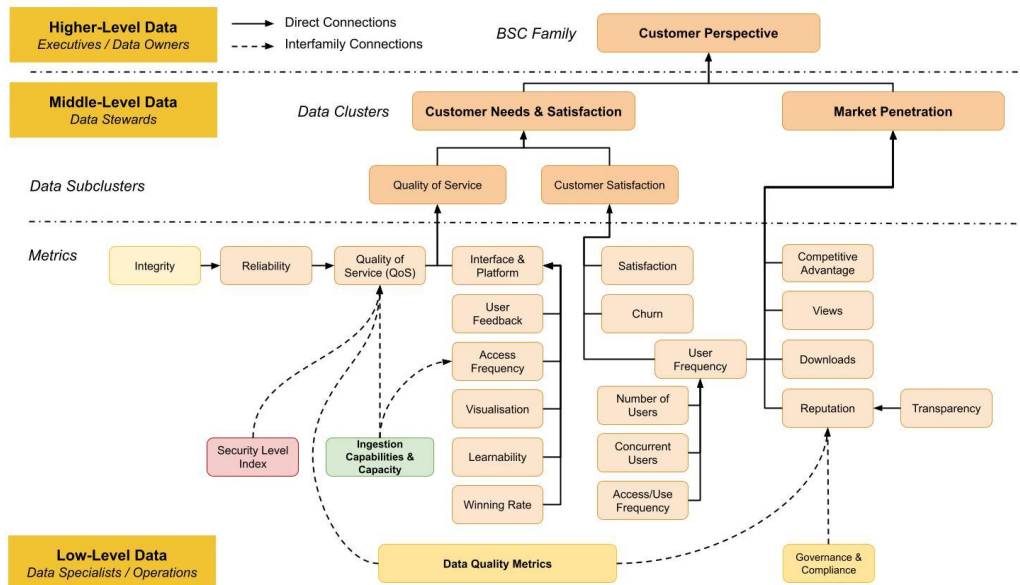 Higher-Level Data
Executives / Data Owners
Direct Connections
Interfamily Connections
BSC Family
Customer Perspective
Middle-Level Data
Data Stewards
Data Clusters
Customer Needs & Satisfaction
Market Penetration
Data Subclusters
Quality of Service
Customer Satisfaction
Metrics
Integrity
Reliability
Quality of
Service (QoS)
Interface &
Platform
Satisfaction
Competitive
Advantage
User
Feedback
Churn
Views
Access
Frequency
User
Frequency
Downloads
Visualisation
Number of
Users
Reputation
Transparency
Security Level
Index
Ingestion
Capabilities &
Capacity
Learnability
Concurrent
Users
Winning Rate
Access/Use
Frequency
Low-Level Data
Data Specialists / Operations
Data Quality Metrics
Governance &
Compliance